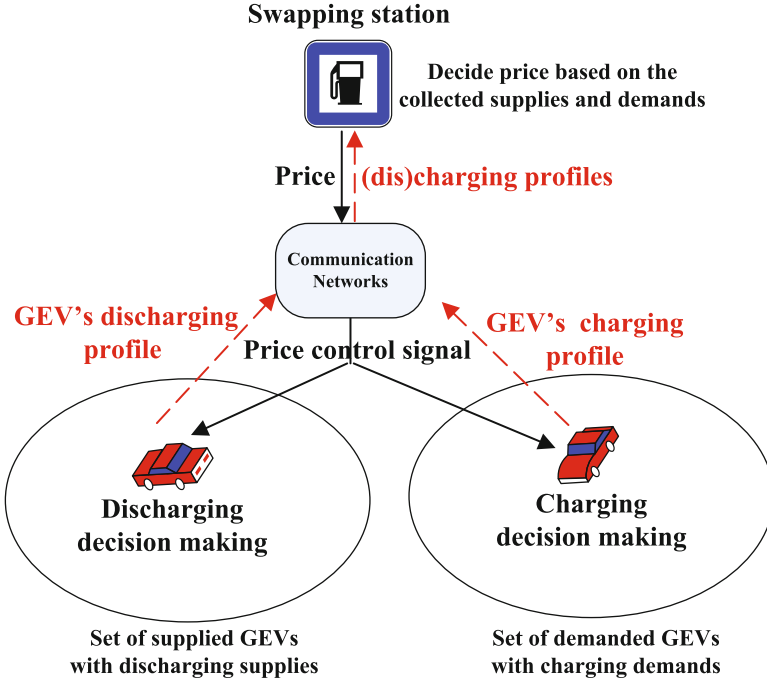 Swapping station
Decide price based on the
collected supplies and demands
Price
(dis)charging profiles
Communication
Networks
GEV's discharging
profile
GEV's charging
profile
Price control signal
Discharging
decision making
Charging
decision making
Set of supplied GEVs
with discharging supplies
Set of demanded GEVs
with charging demands